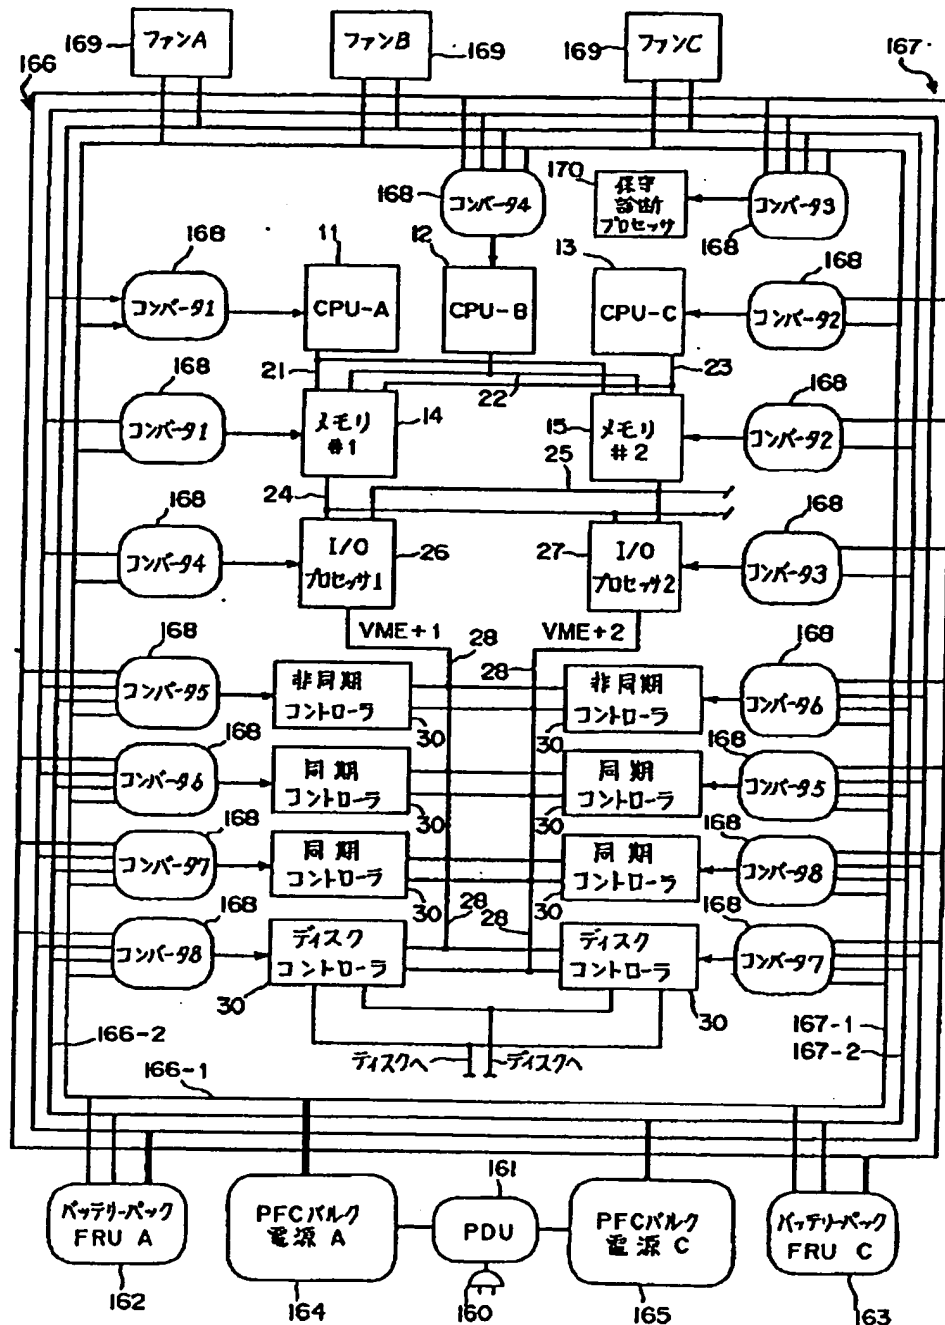 169 ファンA
ファンB 169
169 ファンC
166
167
168 コンバータ4
170 保守
診断
プロセッサ
コンバータ3 168
168 コンバータ1
11 CPU-A
12 CPU-B
13 CPU-C
168 コンバータ2
21
22
23
168 コンバータ1
メモリ
#1
14
15 メモリ
#2
168 コンバータ2
24
25
168 コンバータ4
I/O
プロセッサ1
26
27 I/O
プロセッサ2
168 コンバータ3
VME+1
28
VME+2
28
168 コンバータ5
非同期
コントローラ
30
非同期
コントローラ
30
168 コンバータ6
168 コンバータ6
同期
コントローラ
30
同期
コントローラ
30
168 コンバータ5
168 コンバータ7
同期
コントローラ
30
同期
コントローラ
30
168 コンバータ8
28
28
168 コンバータ8
ディスク
コントローラ
30
ディスク
コントローラ
30
168 コンバータ7
166-2
167-1
167-2
ディスクへ
ディスクへ
166-1
バッテリーパック
FRU A
162
PFCバルク
電源 A
164
161
PDU
160
PFCバルク
電源 C
165
バッテリーパック
FRU C
163